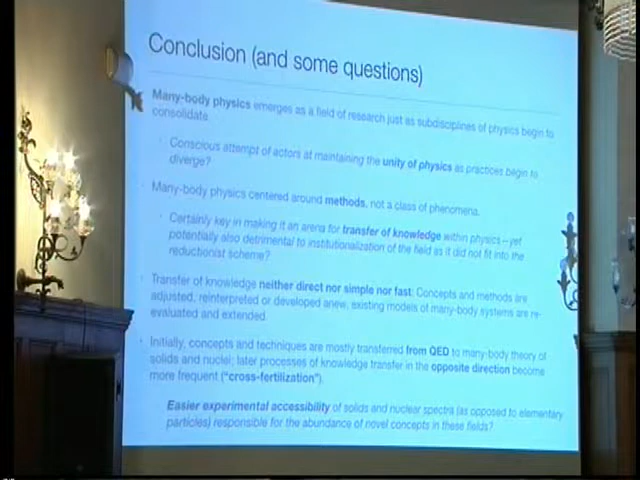 Conclusion (and some questions)
Many-body physics emerges as a field of research just as subdisciplines of physics begin to
consolidate.
Conscious attempt of actors at maintaining the unity of physics as practices begin to
diverge?
Many-body physics centered around methods, not a class of phenomena.
Certainly key in making it an arena for transfer of knowledge within physics – yet
potentially also detrimental to institutionalization of the field as it did not fit into the
reductionist scheme?
Transfer of knowledge neither direct nor simple nor fast: Concepts and methods are
adjusted, reinterpreted or developed anew; existing models of many-body systems are re-
evaluated and extended.
Initially, concepts and techniques are mostly transferred from QED to many-body theory of
solids and nuclei; later processes of knowledge transfer in the opposite direction become
more frequent ("cross-fertilization").
Easier experimental accessibility of solids and nuclear spectra (as opposed to elementary
particles) responsible for the abundance of novel concepts in these fields?